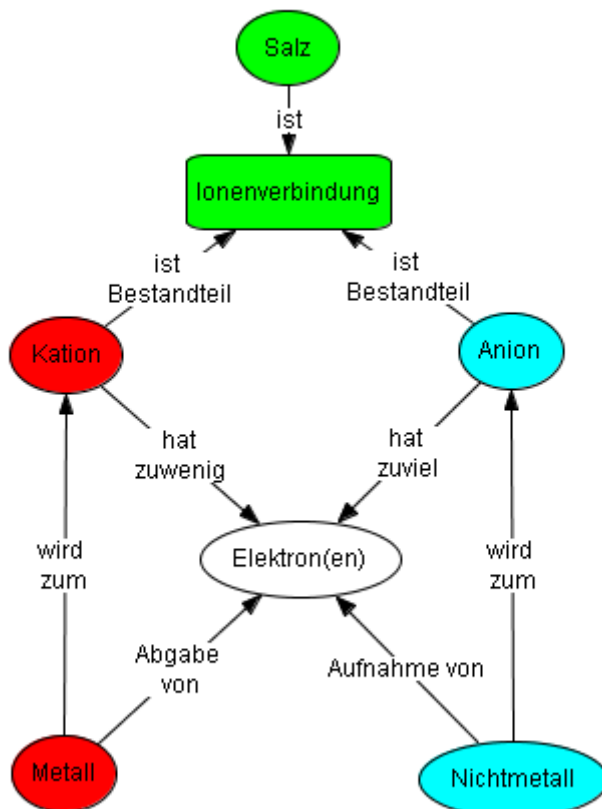 Salz
ist
Ionenverbindung
ist
Bestandteil
ist
Bestandteil
Kation
Anion
hat
zuwenig
hat
zuviel
wird
zum
Elektron(en)
wird
zum
Abgabe
von
Aufnahme von
Metall
Nichtmetall